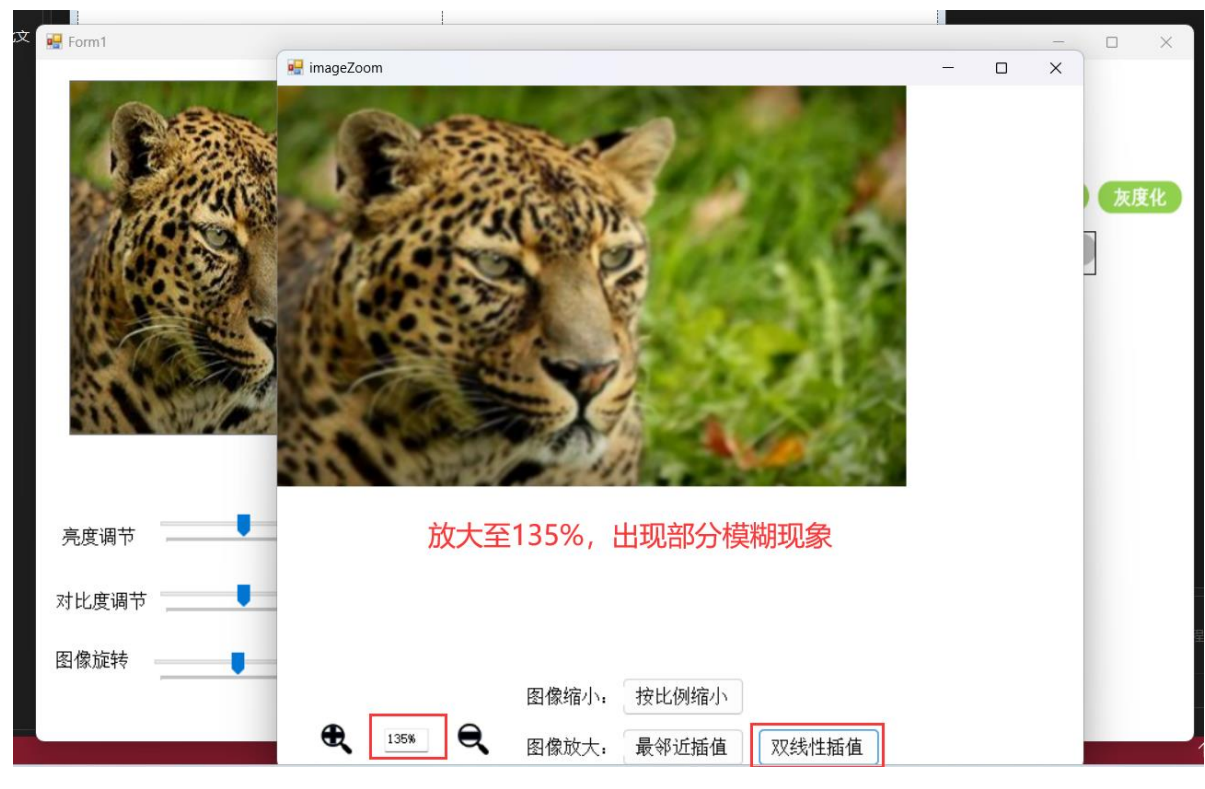 文
Form1
imageZoom
灰度化
放大至135%，出现部分模糊现象
亮度调节
对比度调节
图像旋转
图像缩小： 按比例缩小
135% 图像放大： 最邻近插值 双线性插值